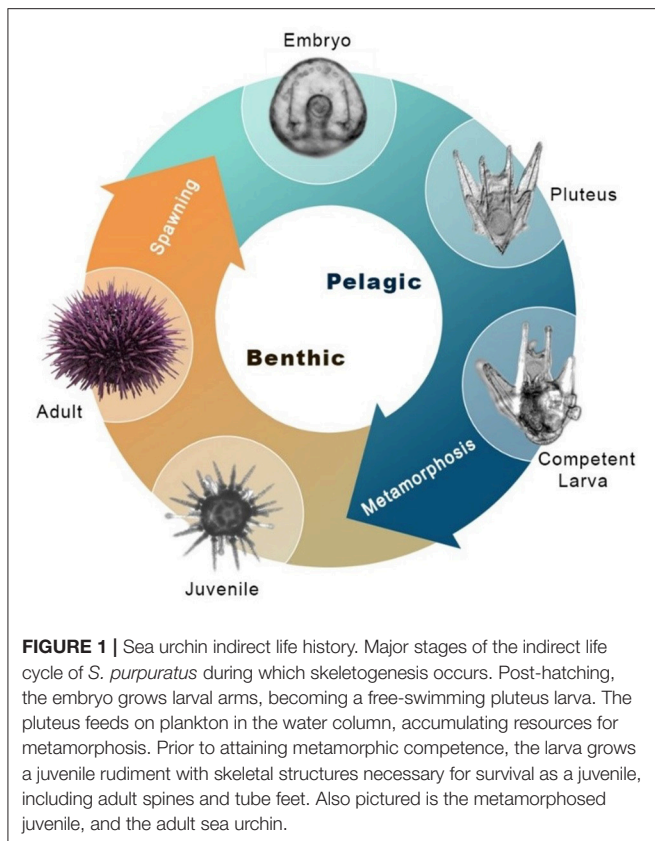 Embryo
Pluteus
Spawning
Pelagic
Benthic
Adult
Competent
Larva
Metamorphosis
Juvenile
FIGURE 1 | Sea urchin indirect life history. Major stages of the indirect life
cycle of S. purpuratus during which skeletogenesis occurs. Post-hatching,
the embryo grows larval arms, becoming a free-swimming pluteus larva. The
pluteus feeds on plankton in the water column, accumulating resources for
metamorphosis. Prior to attaining metamorphic competence, the larva grows
a juvenile rudiment with skeletal structures necessary for survival as a juvenile,
including adult spines and tube feet. Also pictured is the metamorphosed
juvenile, and the adult sea urchin.